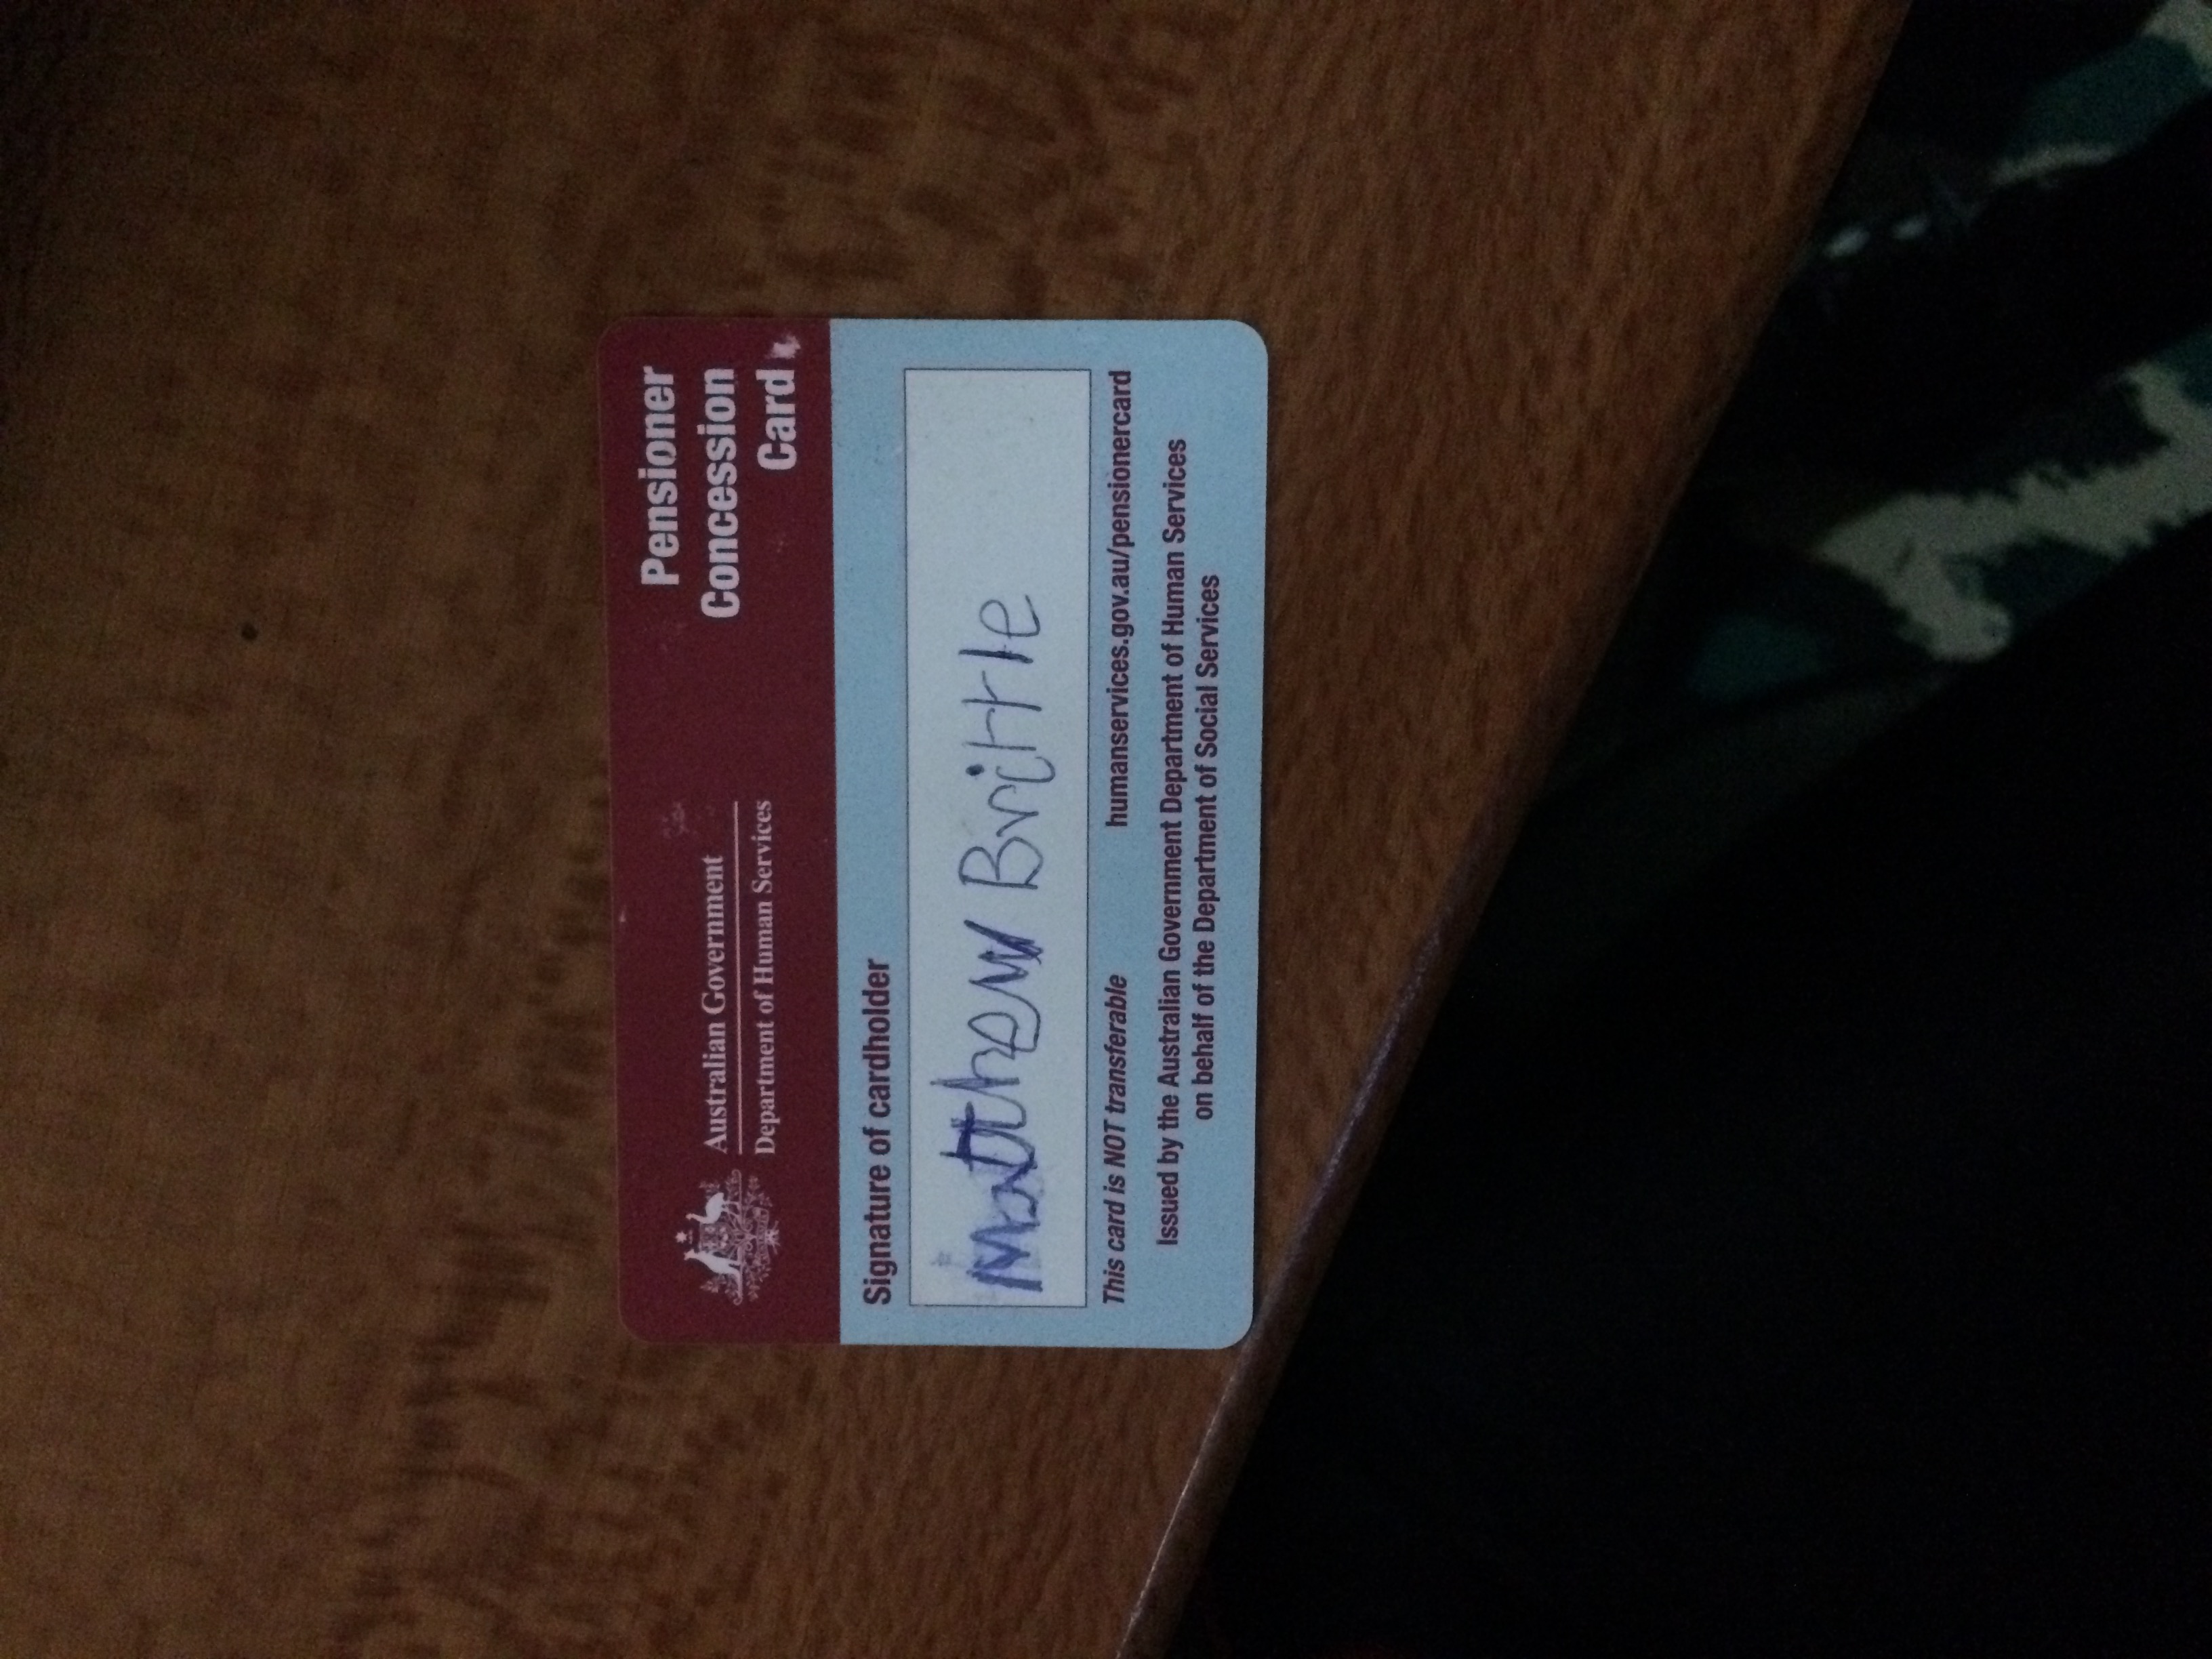 Australian Government
Department of Human Services
Pensioner
Concession
Card
Signature of cardholder
Matthew Brittle
This card is NOT transferable
humanservices.gov.au/pensionercard
Issued by the Australian Government Department of Human Services
on behalf of the Department of Social Services